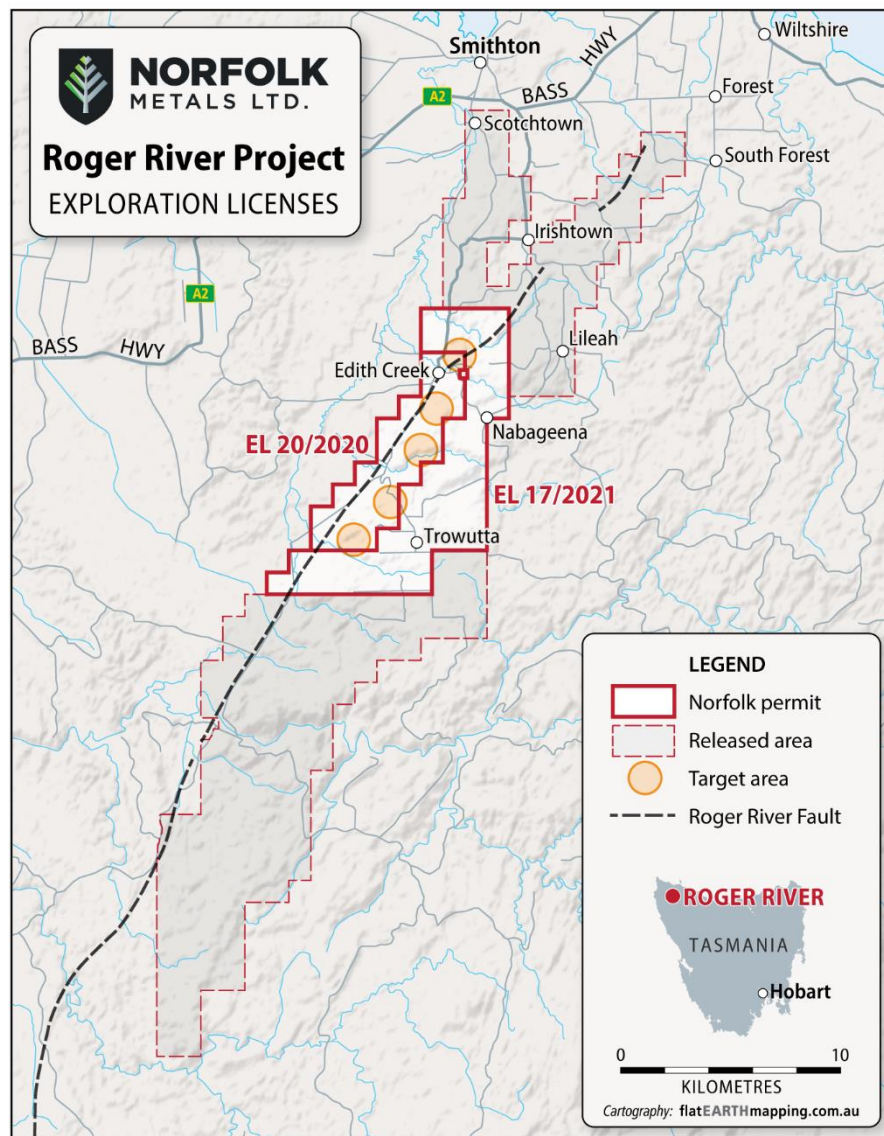 NORFOLK
METALS LTD.
Roger River Project
EXPLORATION LICENSES
Smithton
Wiltshire
BASS HWY
A2
Forest
Scotchtown
South Forest
Irishtown
A2
BASS HWY
Lileah
Edith Creek
Nabageena
EL 20/2020
EL 17/2021
Trowutta
LEGEND
Norfolk permit
Released area
Target area
Roger River Fault
ROGER RIVER
TASMANIA
Hobart
0 10
KILOMETRES
Cartography: flatEARTHmapping.com.au